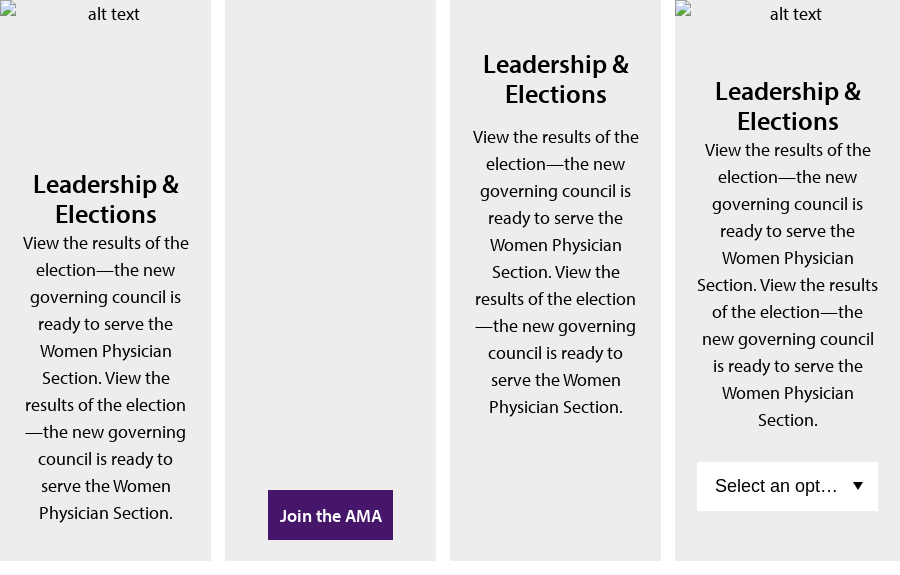 alt text
Leadership &
Elections
View the results of the
election—the new
governing council is
ready to serve the
Women Physician
Section. View the
results of the election
—the new governing
council is ready to
serve the Women
Physician Section.
Join the AMA
Leadership &
Elections
View the results of the
election—the new
governing council is
ready to serve the
Women Physician
Section. View the
results of the election
—the new governing
council is ready to
serve the Women
Physician Section.
alt text
Leadership &
Elections
View the results of the
election—the new
governing council is
ready to serve the
Women Physician
Section. View the results
of the election—the
new governing council
is ready to serve the
Women Physician
Section.
Select an opt…